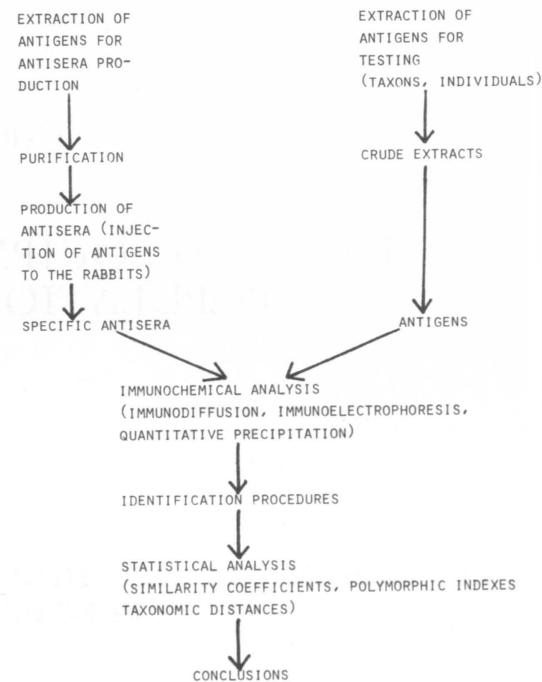 EXTRACTION OF
ANTIGENS FOR
ANTISERA PRO-
DUCTION
PURIFICATION
PRODUCTION OF
ANTISERA (INJEC-
TION OF ANTIGENS
TO THE RABBITS)
SPECIFIC ANTISERA
EXTRACTION OF
ANTIGENS FOR
TESTING
(TAXONS, INDIVIDUALS)
CRUDE EXTRACTS
ANTIGENS
IMMUNOCHEMICAL ANALYSIS
(IMMUNODIFFUSION, IMMUNOELECTROPHORESIS,
QUANTITATIVE PRECIPITATION)
IDENTIFICATION PROCEDURES
STATISTICAL ANALYSIS
(SIMILARITY COEFFICIENTS, POLYMORPHIC INDEXES
TAXONOMIC DISTANCES)
CONCLUSIONS